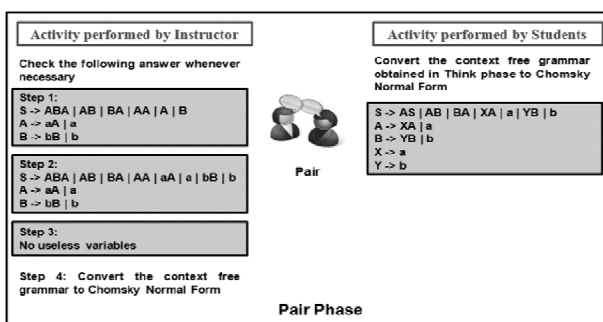 Activity performed by Instructor
Check the following answer whenever
necessary
Step 1:
S -> ABA | AB | BA | AA | A | B
A -> aA | a
B -> bB | b
Step 2:
S -> ABA | AB | BA | AA | aA | a | bB | b
A -> aA | a
B -> bB | b
Step 3:
No useless variables
Step 4: Convert the context free
grammar to Chomsky Normal Form
Pair
Activity performed by Students
Convert the context free grammar
obtained in Think phase to Chomsky
Normal Form
S -> AS | AB | BA | XA | a | YB | b
A -> XA | a
B -> YB | b
X -> a
Y -> b
Pair Phase